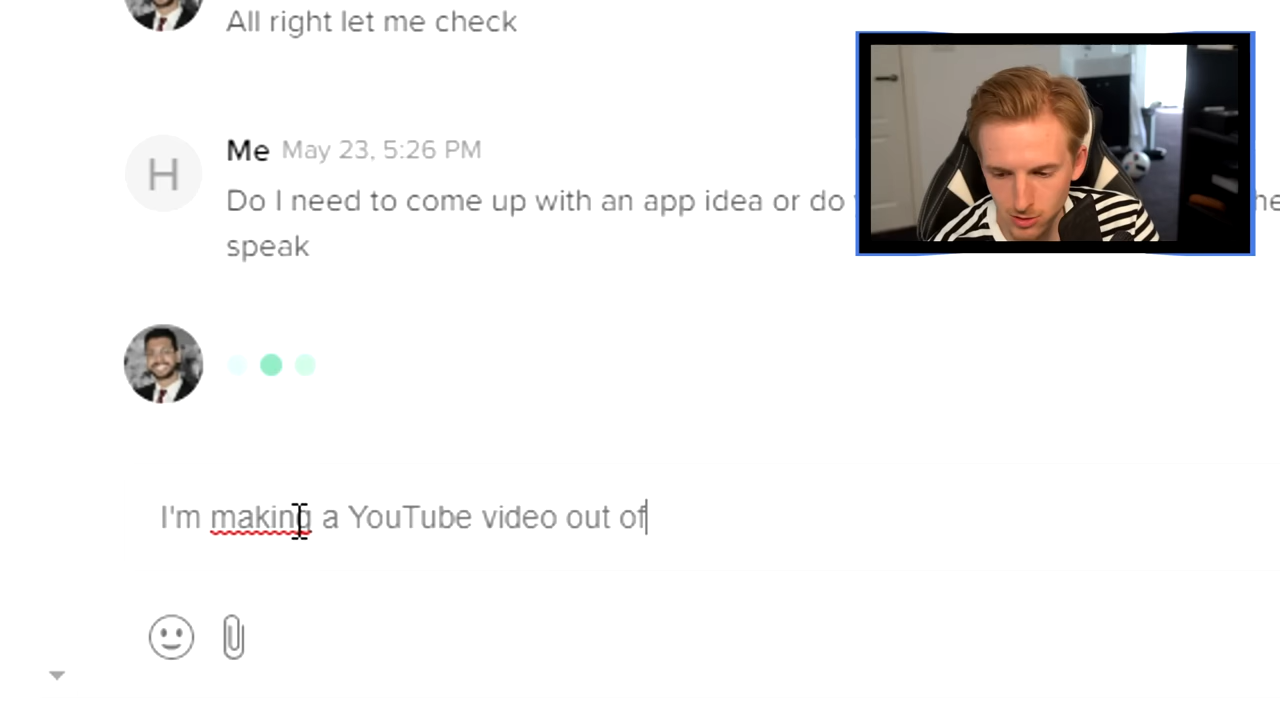 All right let me check
H
Me May 23, 5:26 PM
Do I need to come up with an app idea or do
speak
I'm making a YouTube video out of